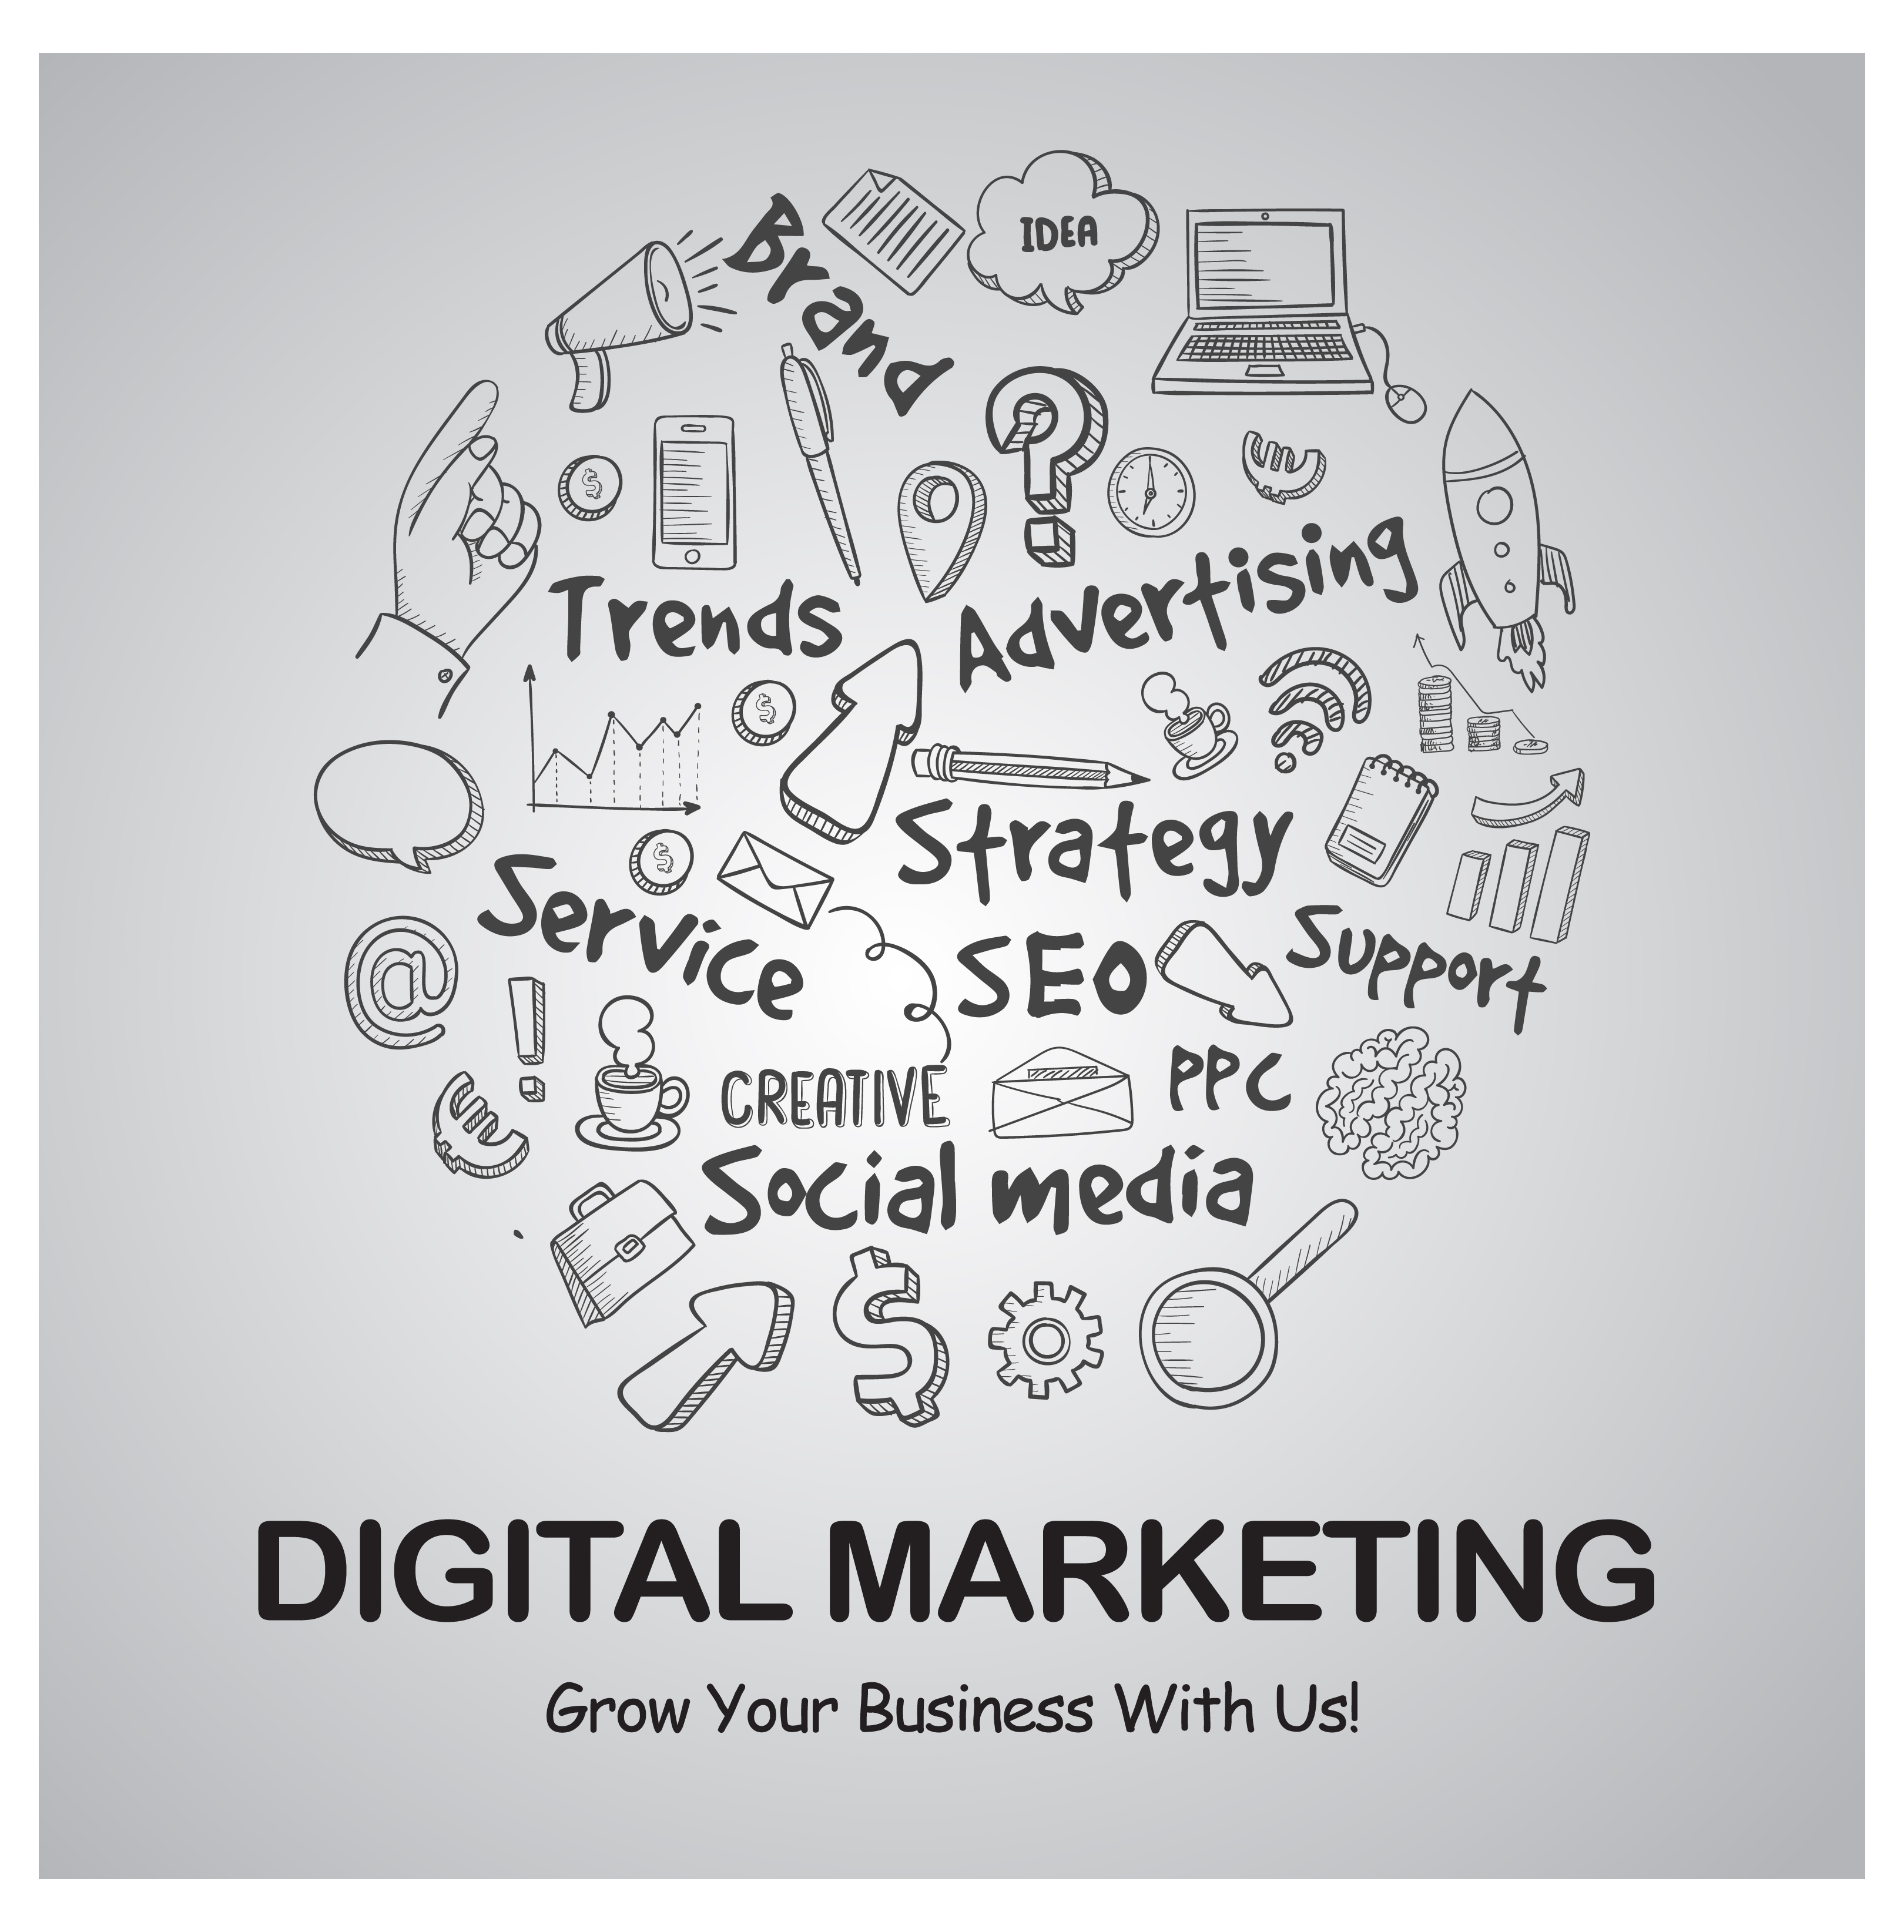 Brand
IDEA
Trends
Advertising
Strategy
Service
SEO
Support
CREATIVE
PPC
Social media
DIGITAL MARKETING
Grow Your Business With Us!